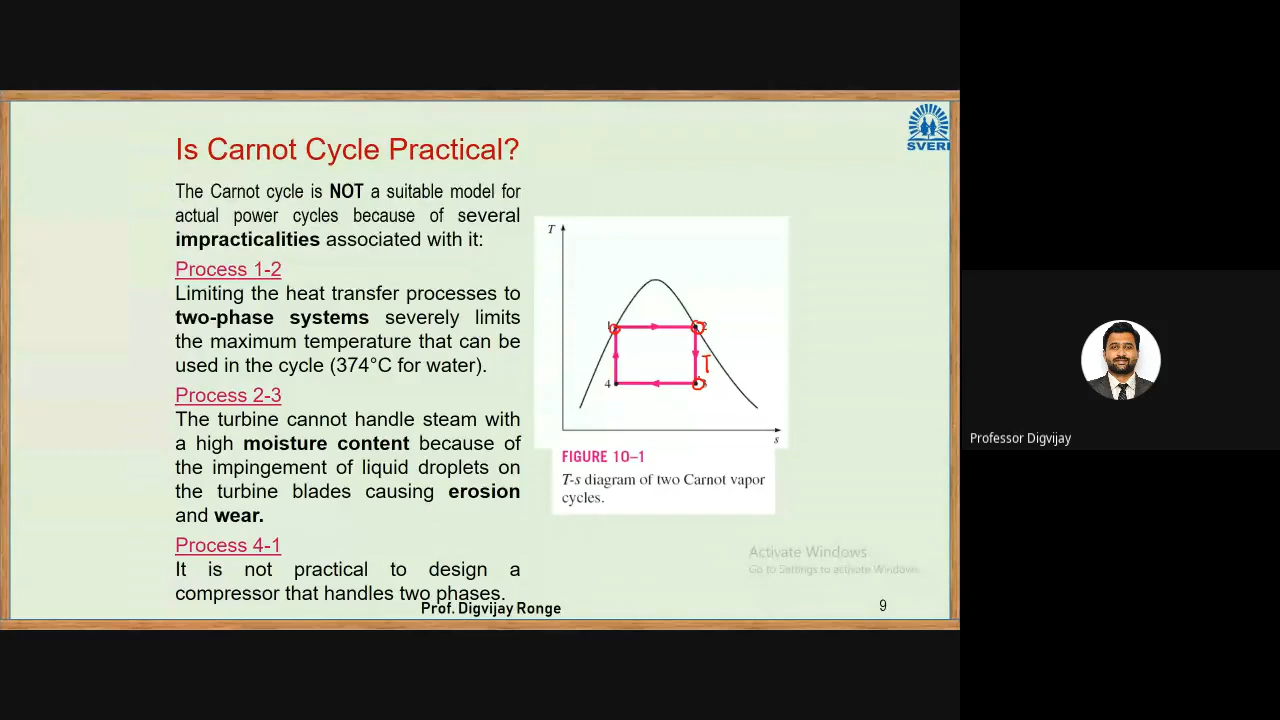 SVERI
Is Carnot Cycle Practical?
The Carnot cycle is NOT a suitable model for
actual power cycles because of several
impracticalities associated with it:
Process 1-2
Limiting the heat transfer processes to
two-phase systems severely limits
the maximum temperature that can be
used in the cycle (374°C for water).
Process 2-3
The turbine cannot handle steam with
a high moisture content because of
the impingement of liquid droplets on
the turbine blades causing erosion
and wear.
Process 4-1
It is not practical to design a
compressor that handles two phases.
T
1
2
T
3
4
s
FIGURE 10–1
T-s diagram of two Carnot vapor
cycles.
Activate Windows
Go to Settings to activate Windows.
Prof. Digvijay Ronge
9
Professor Digvijay